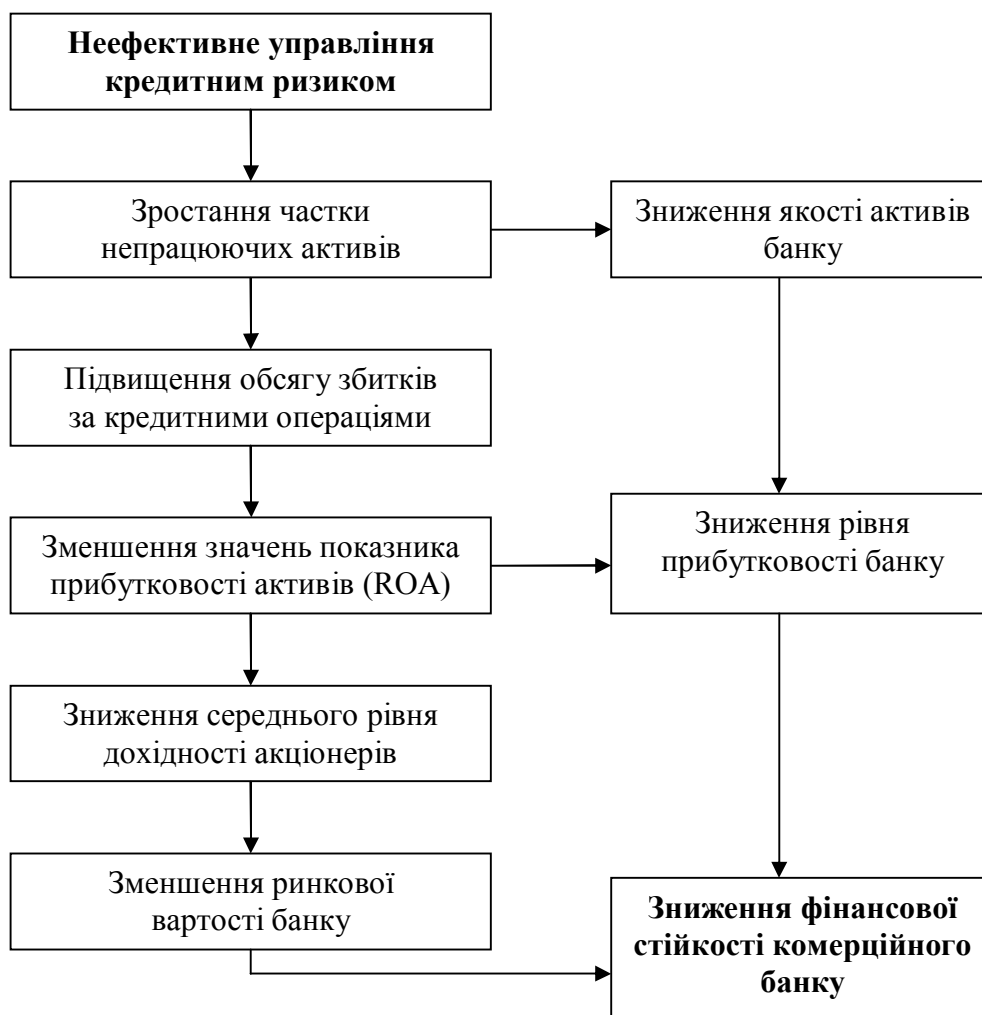 Неефективне управління
кредитним ризиком
Зростання частки
непрацюючих активів
Зниження якості активів
банку
Підвищення обсягу збитків
за кредитними операціями
Зменшення значень показника
прибутковості активів (ROA)
Зниження рівня
прибутковості банку
Зниження середнього рівня
дохідності акціонерів
Зменшення ринкової
вартості банку
Зниження фінансової
стійкості комерційного
банку